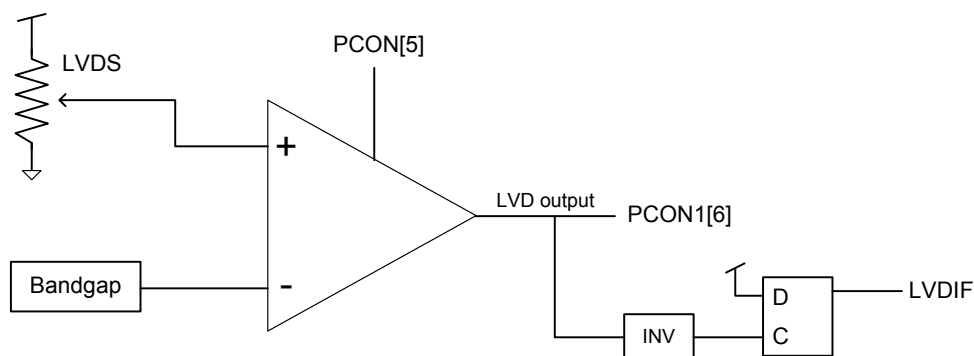 PCON[5]
LVDS
+
LVD output
PCON1[6]
Bandgap
-
D
LVDIF
INV
C